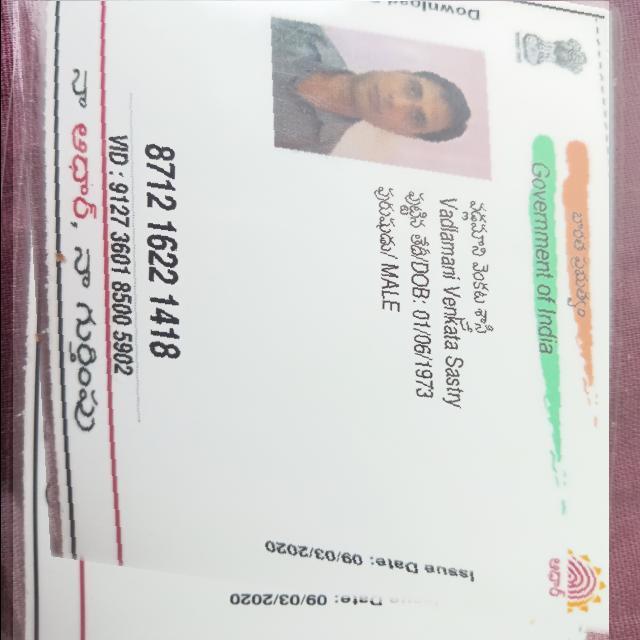 భారత ప్రభుత్వం
Government of India
ఆధార్
Download
వడ్లమాని వెంకట శాస్త్రి
Vadlamani Venkata Sastry
పుట్టిన తేదీ/DOB: 01/06/1973
పురుషుడు/ MALE
Issue Date: 09/03/2020
Date: 09/03/2020
8712 1622 1418
VID : 9127 3601 8500 5902
నా ఆధార్, నా గుర్తింపు